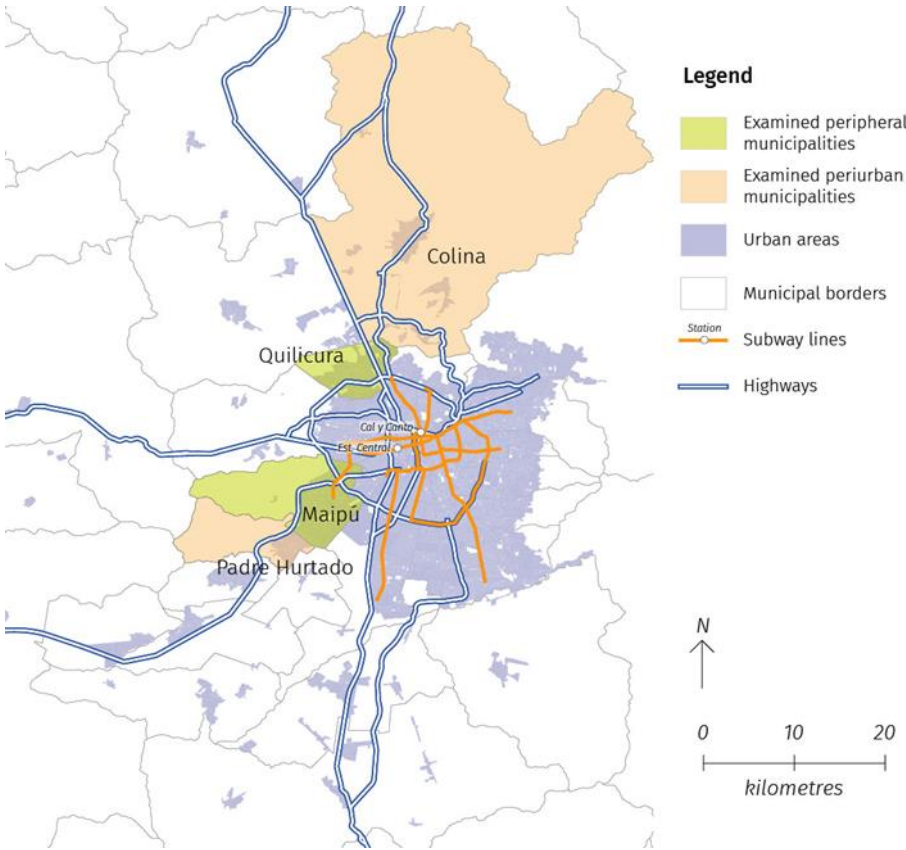 Colina
Quilicura
Cal y Canto
Est. Central
Maipú
Padre Hurtado
Legend
Examined peripheral
municipalities
Examined periurban
municipalities
Urban areas
Municipal borders
Station
Subway lines
Highways
N
0 10 20
kilometres